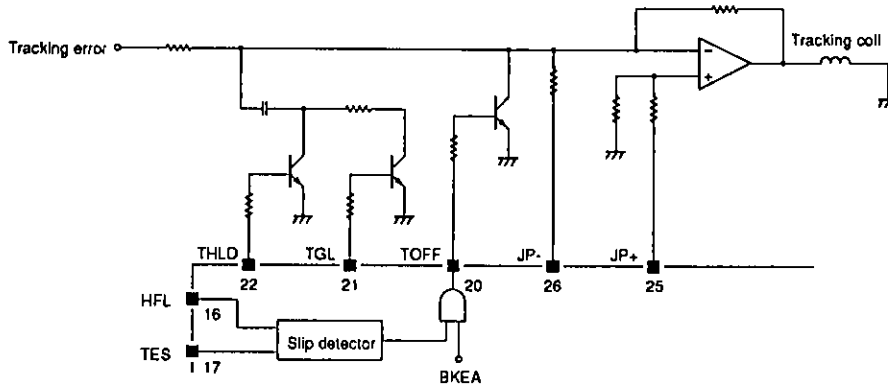 Tracking error
Tracking coil
THLD
TGL
TOFF
JP-
JP+
22
21
20
26
25
HFL
16
Slip detector
TES
17
BKEA